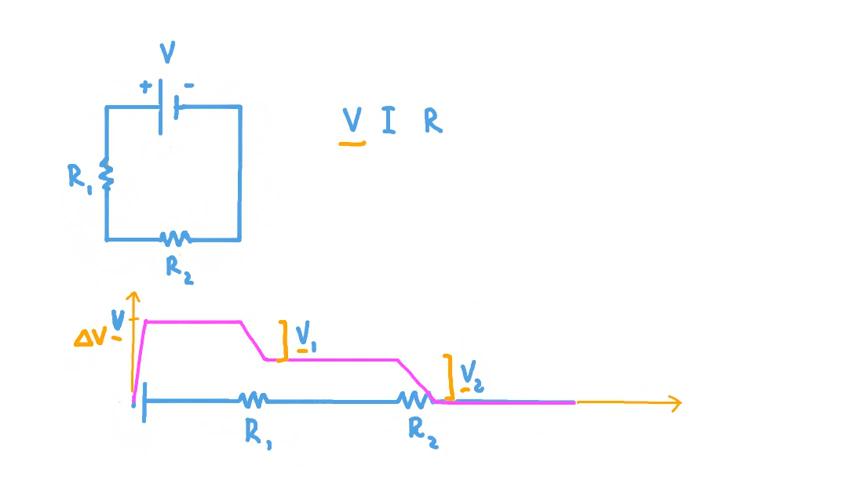 V
+ -
V I R
R₁
R₂
V
ΔV
V₁
V₂
R₁
R₂